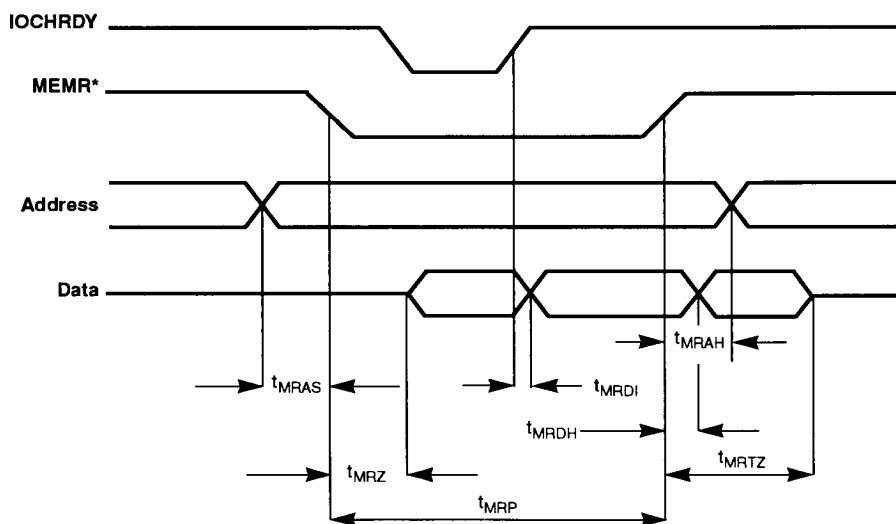 IOCHRDY
MEMR*
Address
Data
tMRAH
tMRAS
tMRDI
tMRDH
tMRZ
tMRTZ
tMRP